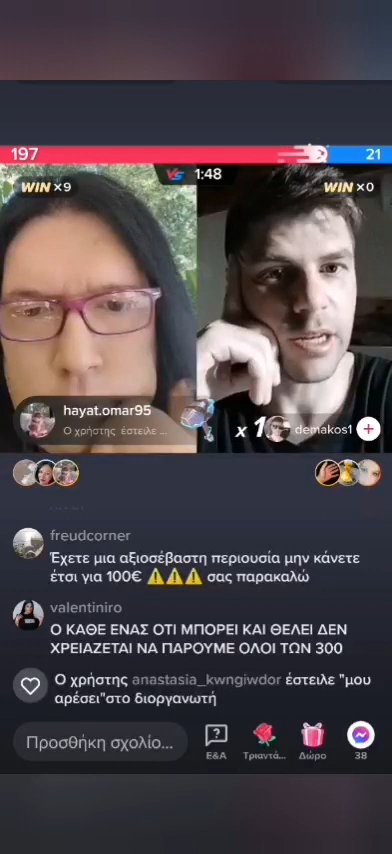 197
21
WIN ×9
VS 1:48
WIN ×0
hayat.omar95
Ο χρήστης έστειλε ...
x 1
demakos1
freudcorner
Έχετε μια αξιοσέβαστη περιουσία μην κάνετε
έτσι για 100€ ⚠️⚠️⚠️ σας παρακαλώ
valentiniro
Ο ΚΑΘΕ ΕΝΑΣ ΟΤΙ ΜΠΟΡΕΙ ΚΑΙ ΘΕΛΕΙ ΔΕΝ
ΧΡΕΙΑΖΕΤΑΙ ΝΑ ΠΑΡΟΥΜΕ ΟΛΟΙ ΤΩΝ 300
Ο χρήστης anastasia_kwngiwdor έστειλε "μου
αρέσει"στο διοργανωτή
Προσθήκη σχολίο...
Ε&Α
Τριαντά...
Δώρο
38